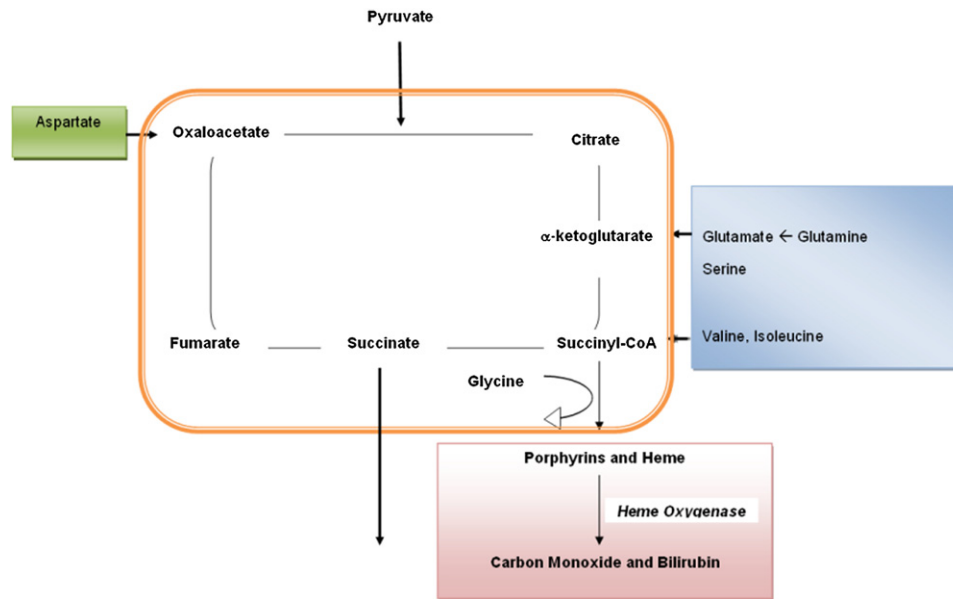 Pyruvate
Aspartate
Oxaloacetate
Citrate
α-ketoglutarate
Glutamate ← Glutamine
Serine
Fumarate
Succinate
Succinyl-CoA
Valine, Isoleucine
Glycine
Porphyrins and Heme
Heme Oxygenase
Carbon Monoxide and Bilirubin